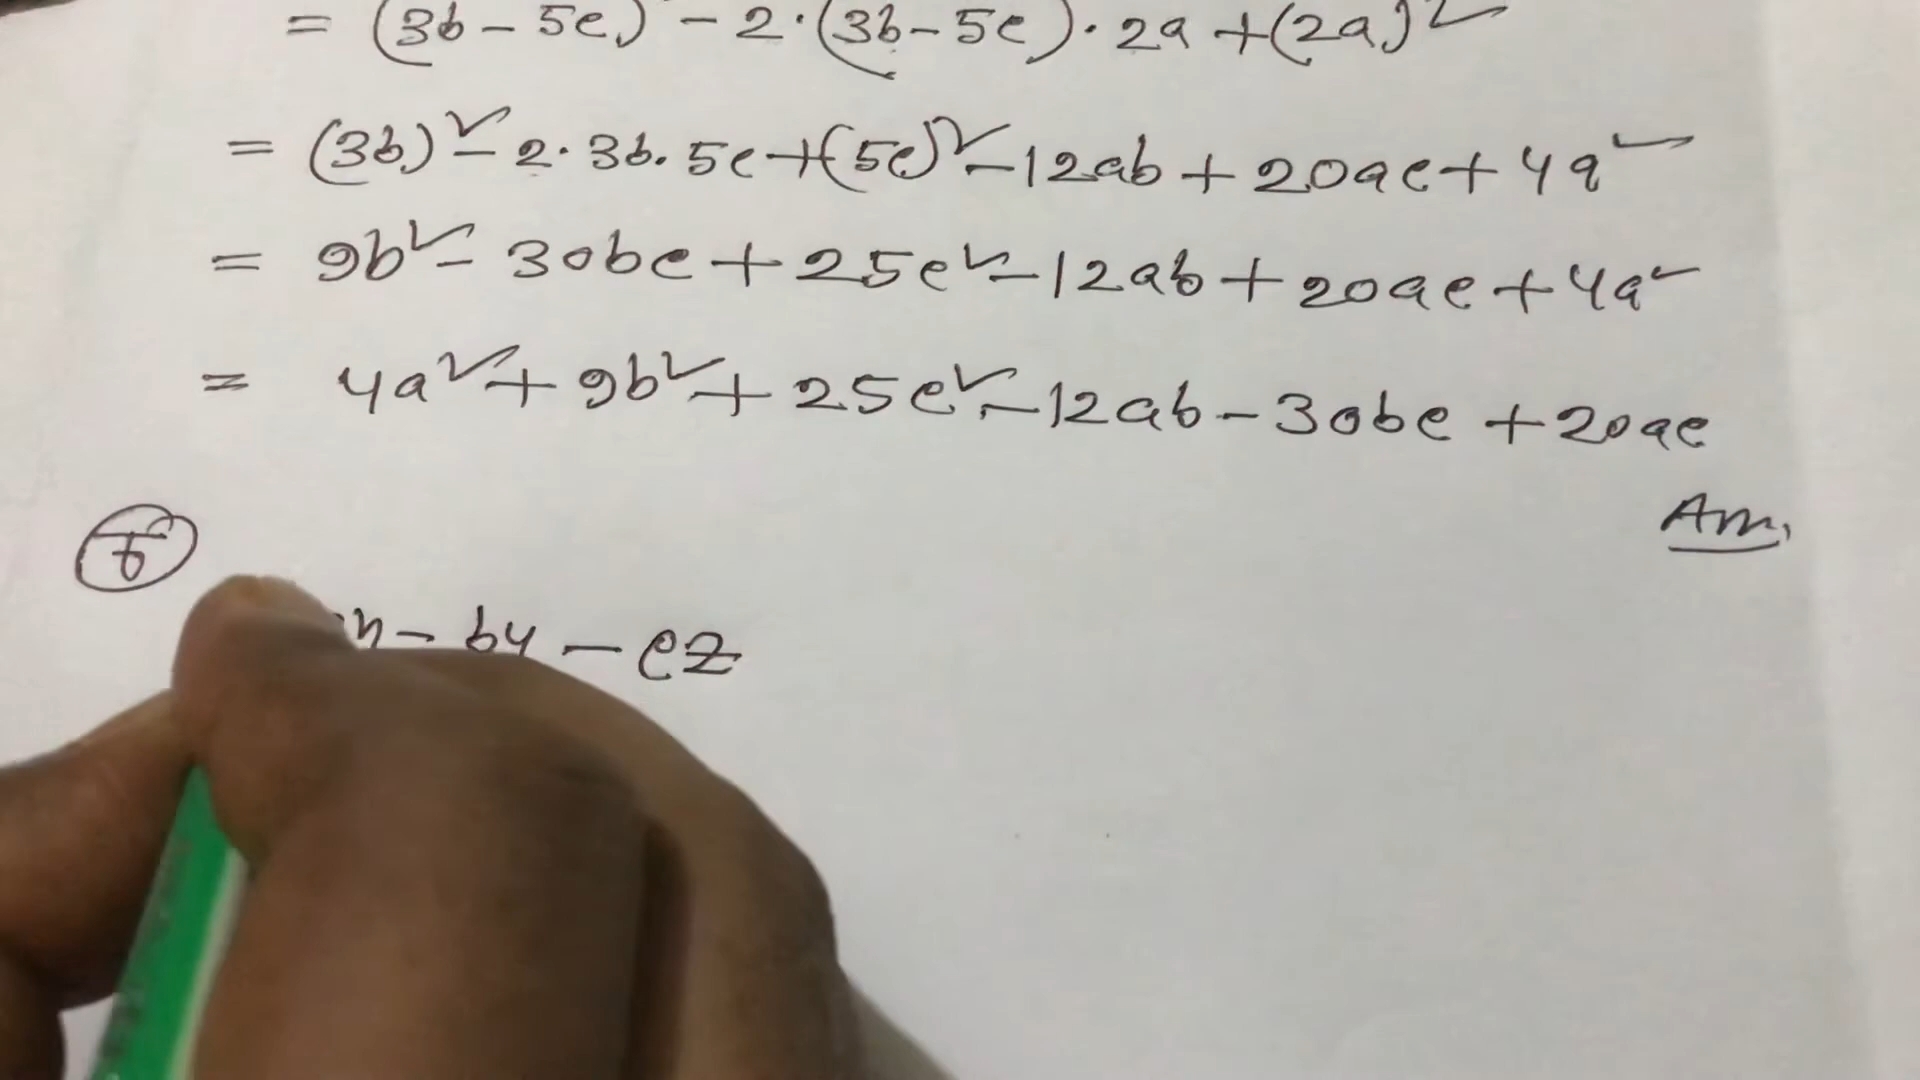 = (3b - 5c) - 2·(3b - 5c)·2a + (2a)²
= (3b)² - 2·3b·5c + (5c)² - 12ab + 20ac + 4a²
= 9b² - 30bc + 25c² - 12ab + 20ac + 4a²
= 4a² + 9b² + 25c² - 12ab - 30bc + 20ac
Ans.
- by - cz